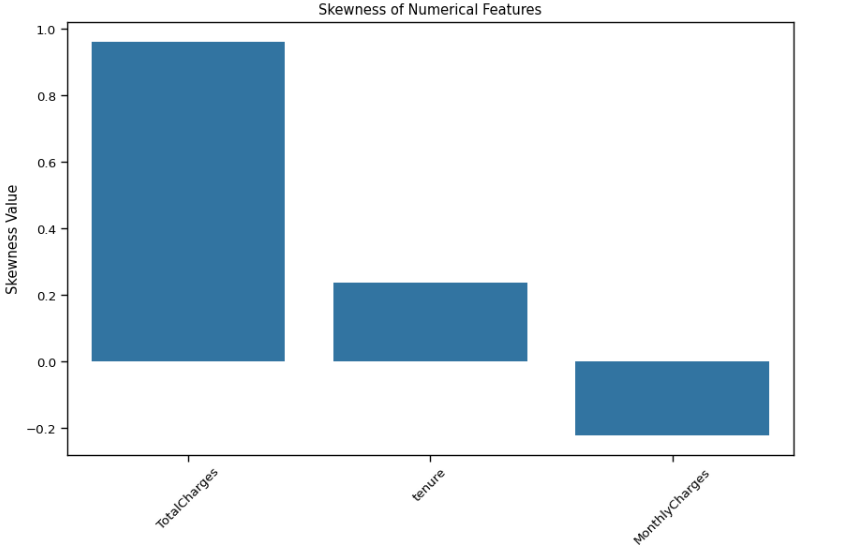 Skewness of Numerical Features
Skewness Value
1.0
0.8
0.6
0.4
0.2
0.0
−0.2
TotalCharges
tenure
MonthlyCharges